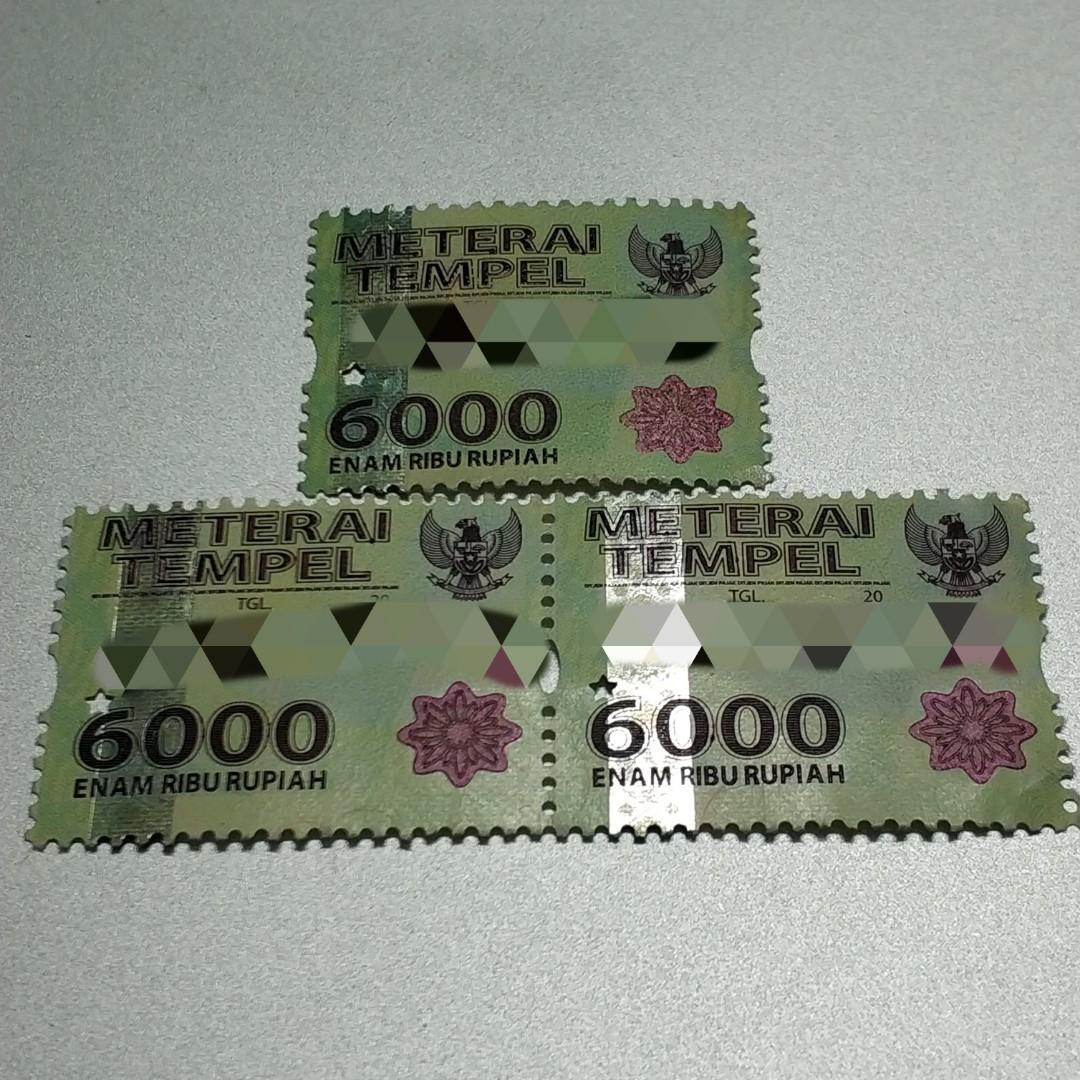 METERAI
TEMPEL
6000
ENAM RIBU RUPIAH
METERAI
TEMPEL
TGL. 20
6000
ENAM RIBU RUPIAH
METERAI
TEMPEL
TGL. 20
6000
ENAM RIBU RUPIAH